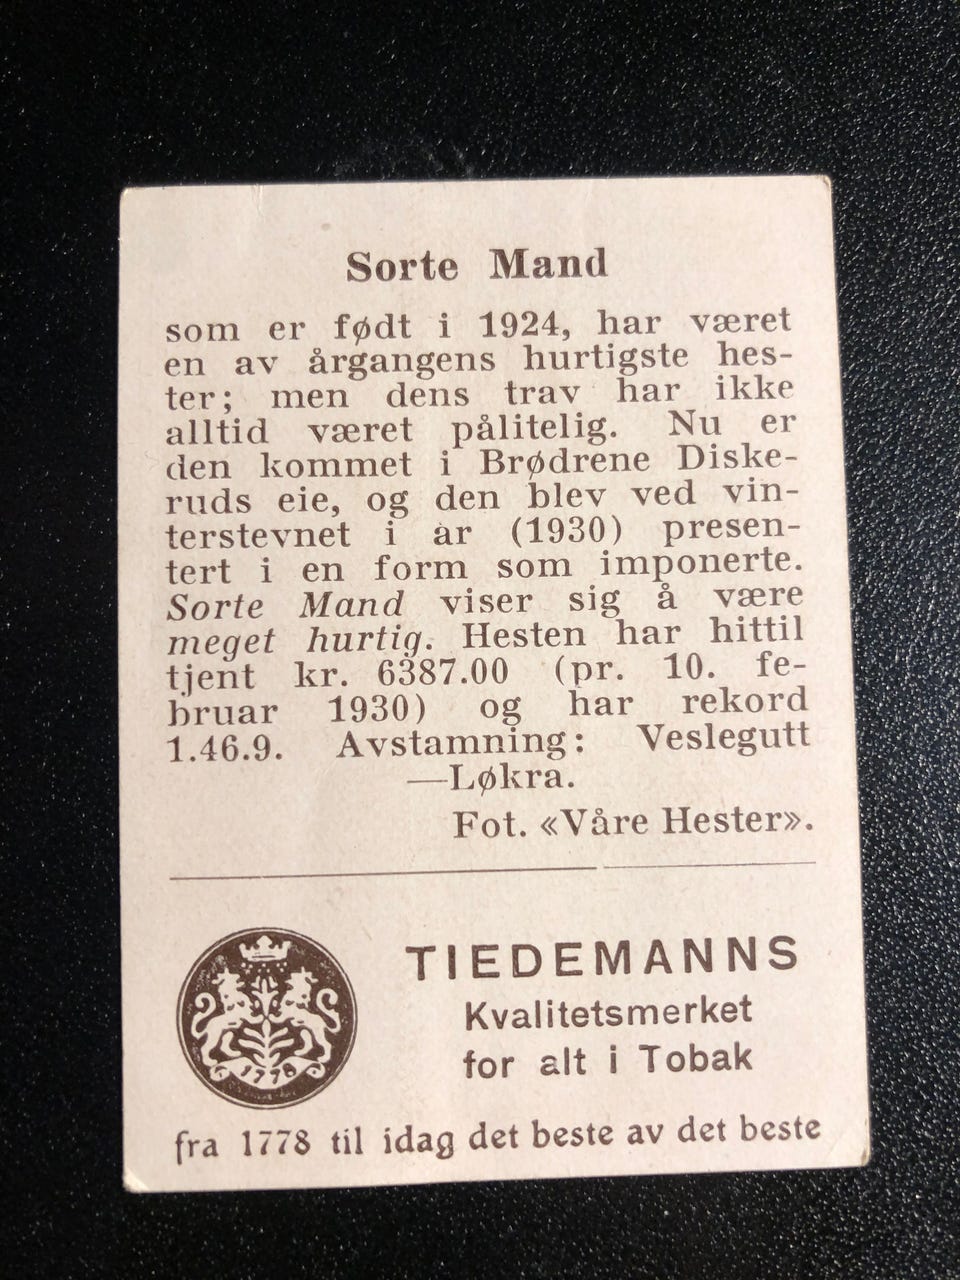 Sorte Mand
som er født i 1924, har været
en av årgangens hurtigste hes-
ter; men dens trav har ikke
alltid været pålitelig. Nu er
den kommet i Brødrene Diske-
ruds eie, og den blev ved vin-
terstevnet i år (1930) presen-
tert i en form som imponerte.
Sorte Mand viser sig å være
meget hurtig. Hesten har hittil
tjent kr. 6387.00 (pr. 10. fe-
bruar 1930) og har rekord
1.46.9. Avstamning: Veslegutt
—Løkra.
Fot. «Våre Hester».
1778
TIEDEMANNS
Kvalitetsmerket
for alt i Tobak
fra 1778 til idag det beste av det beste